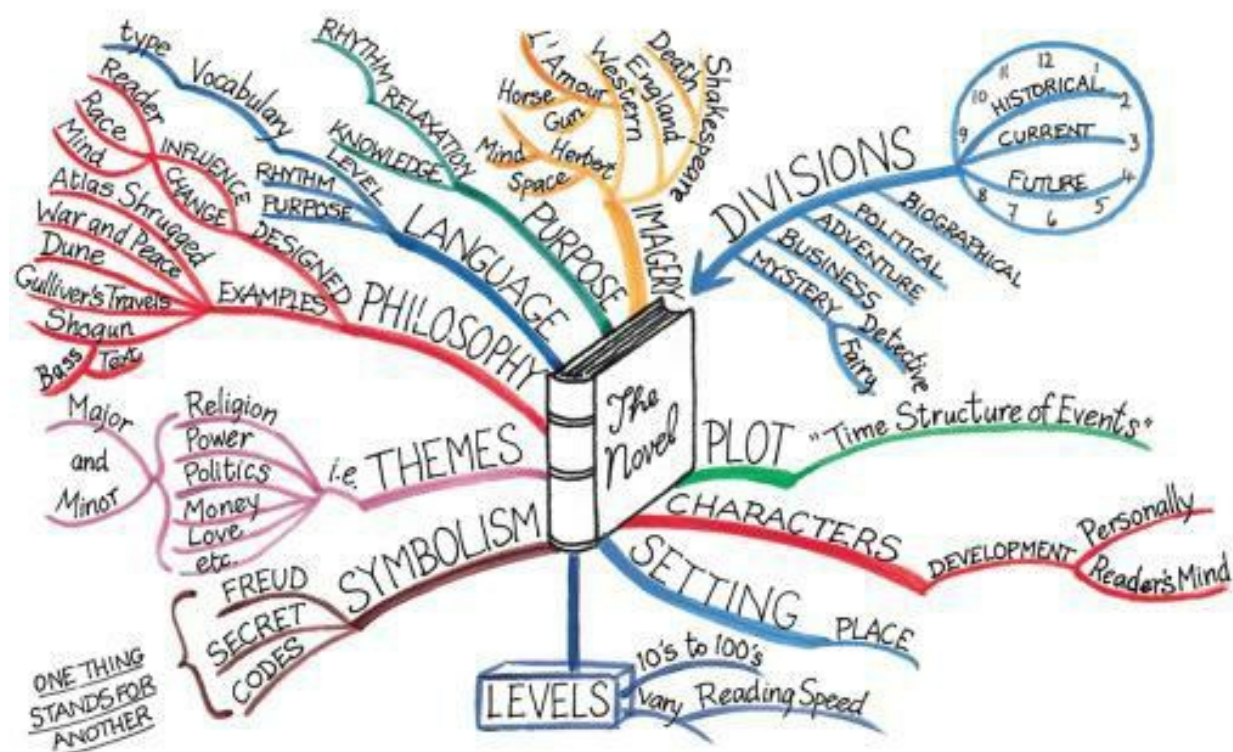 The
Novel
DIVISIONS
12
1
2
3
4
5
6
7
8
9
10
11
HISTORICAL
CURRENT
FUTURE
BIOGRAPHICAL
POLITICAL
ADVENTURE
BUSINESS
MYSTERY
Detective
Fairy
PLOT
"Time Structure of Events"
CHARACTERS
DEVELOPMENT
Personally
Reader's Mind
SETTING
PLACE
LEVELS
10's to 100's
vary
Reading Speed
SYMBOLISM
FREUD
SECRET
CODES
ONE THING
STANDS FOR
ANOTHER
THEMES
i.e.
Religion
Power
Politics
Money
Love
etc.
Major
and
Minor
PHILOSOPHY
DESIGNED
INFLUENCE
CHANGE
Reader
Race
Mind
EXAMPLES
Atlas Shrugged
War and Peace
Dune
Gulliver's Travels
Shogun
Bass
Text
LANGUAGE
LEVEL
Vocabulary
type
RHYTHM
PURPOSE
PURPOSE
RELAXATION
RHYTHM
KNOWLEDGE
IMAGERY
Shakespeare
Death
England
Western
L'Amour
Horse
Gun
Herbert
Mind
Space